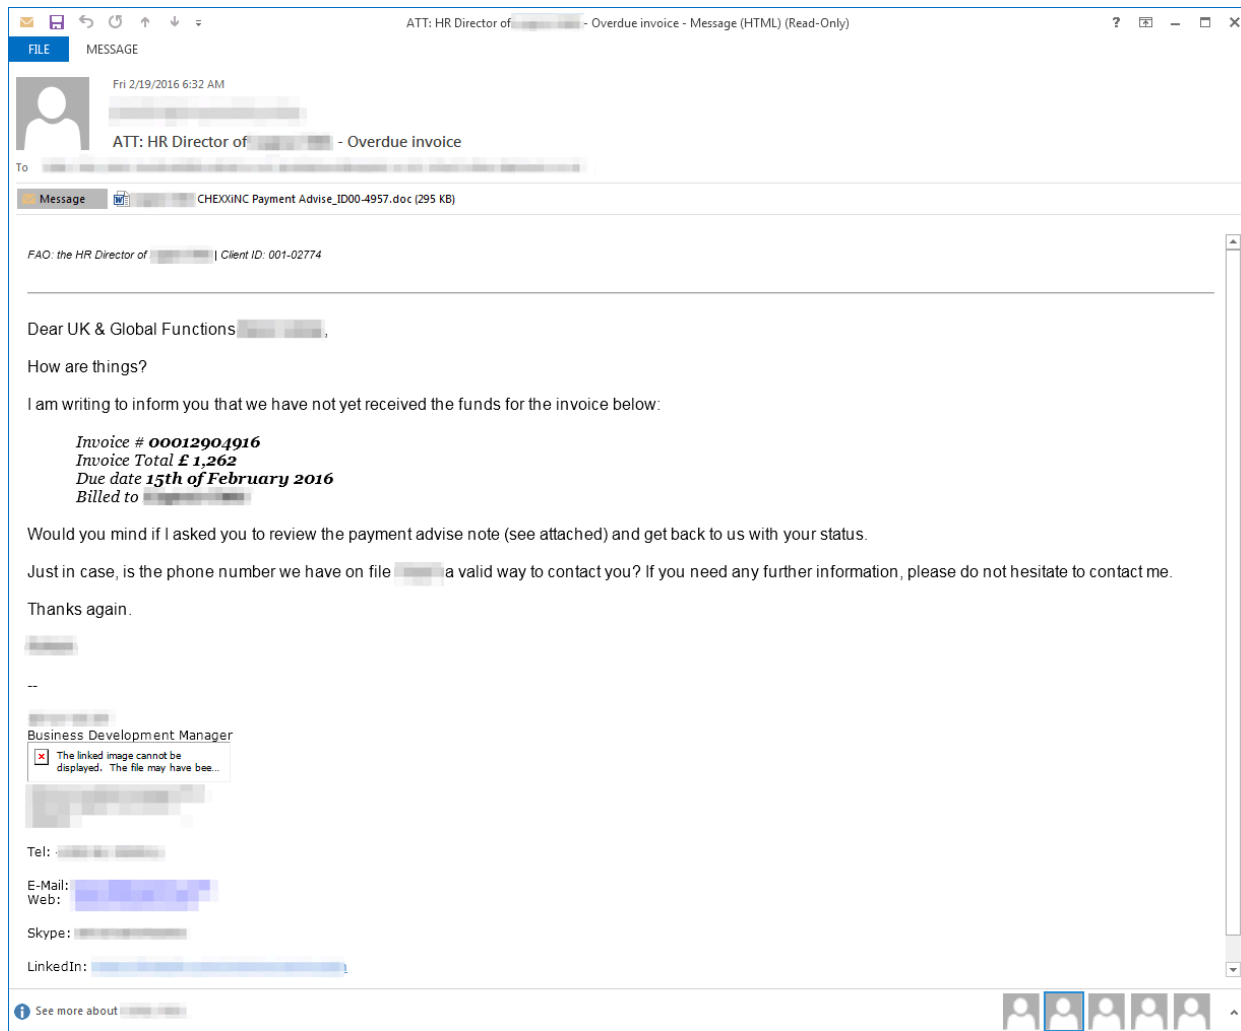 ATT: HR Director of - Overdue invoice - Message (HTML) (Read-Only)
FILE MESSAGE
Fri 2/19/2016 6:32 AM
ATT: HR Director of - Overdue invoice
To
Message CHEXXiNC Payment Advise_ID00-4957.doc (295 KB)
FAO: the HR Director of | Client ID: 001-02774
Dear UK & Global Functions ,
How are things?
I am writing to inform you that we have not yet received the funds for the invoice below:
Invoice # 00012904916
Invoice Total £ 1,262
Due date 15th of February 2016
Billed to
Would you mind if I asked you to review the payment advise note (see attached) and get back to us with your status.
Just in case, is the phone number we have on file a valid way to contact you? If you need any further information, please do not hesitate to contact me.
Thanks again.
--
Business Development Manager
The linked image cannot be
displayed. The file may have bee...
Tel:
E-Mail:
Web:
Skype:
LinkedIn:
See more about